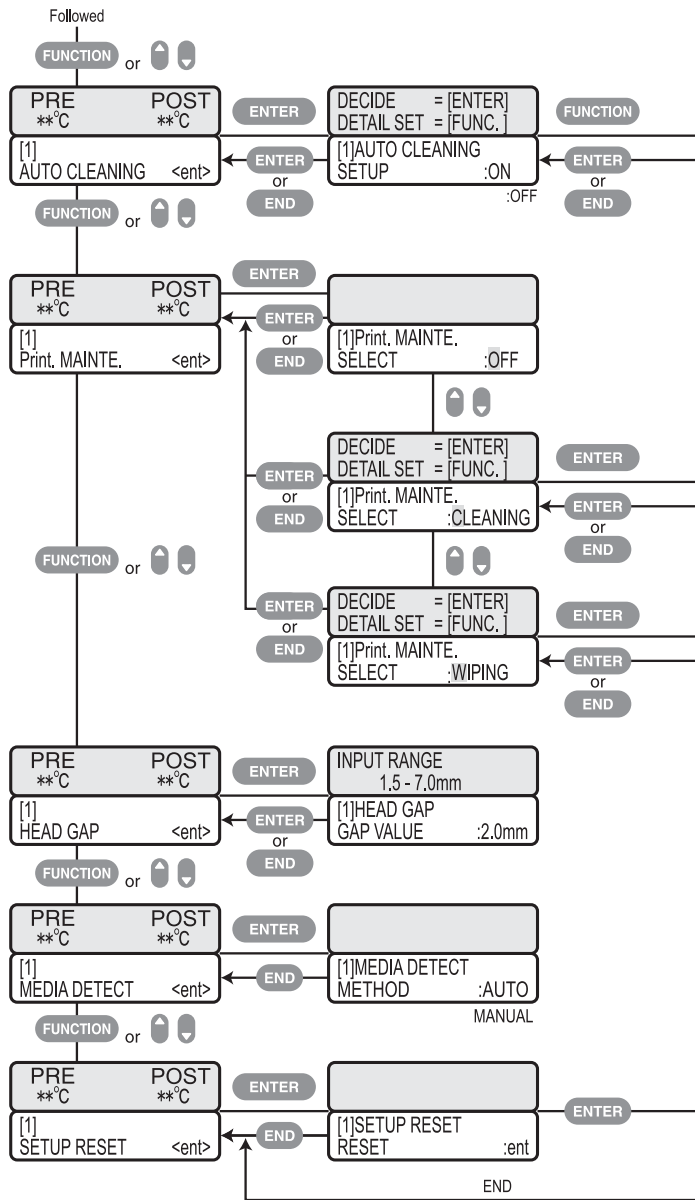 Followed
FUNCTION or
PRE POST
**°C **°C
[1]
AUTO CLEANING <ent>
ENTER
ENTER
or
END
DECIDE = [ENTER]
DETAIL SET = [FUNC. ]
[1]AUTO CLEANING
SETUP :ON
:OFF
FUNCTION
ENTER
or
END
FUNCTION or
PRE POST
**°C **°C
[1]
Print. MAINTE. <ent>
ENTER
ENTER
or
END
[1]Print. MAINTE.
SELECT :OFF
DECIDE = [ENTER]
DETAIL SET = [FUNC. ]
[1]Print. MAINTE.
SELECT :CLEANING
ENTER
or
END
ENTER
ENTER
or
END
FUNCTION or
DECIDE = [ENTER]
DETAIL SET = [FUNC. ]
[1]Print. MAINTE.
SELECT :WIPING
ENTER
or
END
ENTER
ENTER
or
END
PRE POST
**°C **°C
[1]
HEAD GAP <ent>
ENTER
ENTER
or
END
INPUT RANGE
1.5 - 7.0mm
[1]HEAD GAP
GAP VALUE :2.0mm
FUNCTION or
PRE POST
**°C **°C
[1]
MEDIA DETECT <ent>
ENTER
END
[1]MEDIA DETECT
METHOD :AUTO
MANUAL
FUNCTION or
PRE POST
**°C **°C
[1]
SETUP RESET <ent>
ENTER
END
[1]SETUP RESET
RESET :ent
ENTER
END